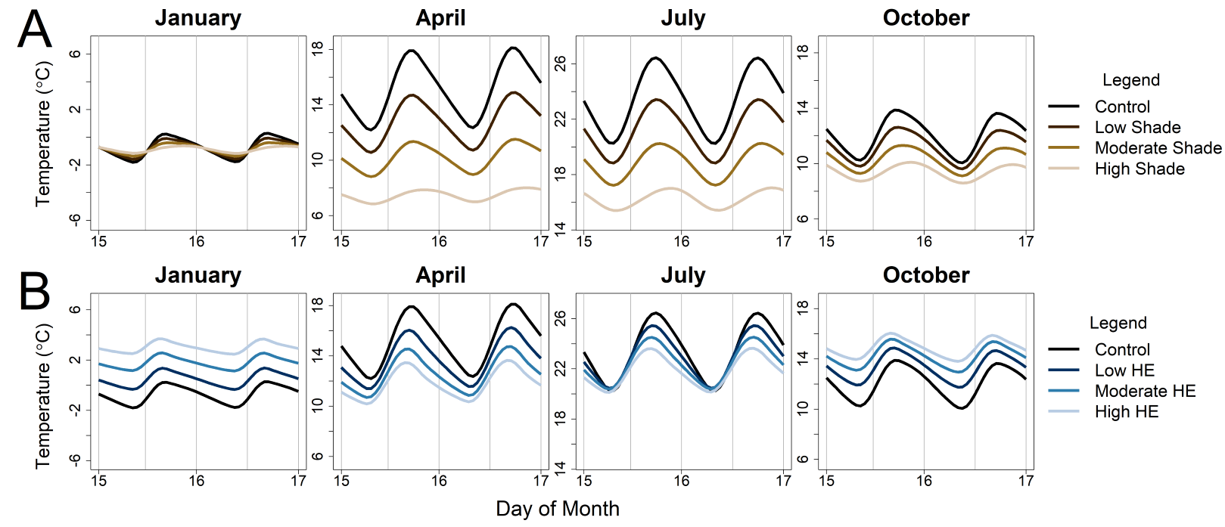 A
January
April
July
October
Temperature (°C)
6
2
-2
-6
18
14
10
6
26
22
18
14
18
14
10
6
15
16
17
15
16
17
15
16
17
15
16
17
Legend
Control
Low Shade
Moderate Shade
High Shade
B
January
April
July
October
Temperature (°C)
6
2
-2
-6
18
14
10
6
26
22
18
14
18
14
10
6
15
16
17
15
16
17
15
16
17
15
16
17
Legend
Control
Low HE
Moderate HE
High HE
Day of Month